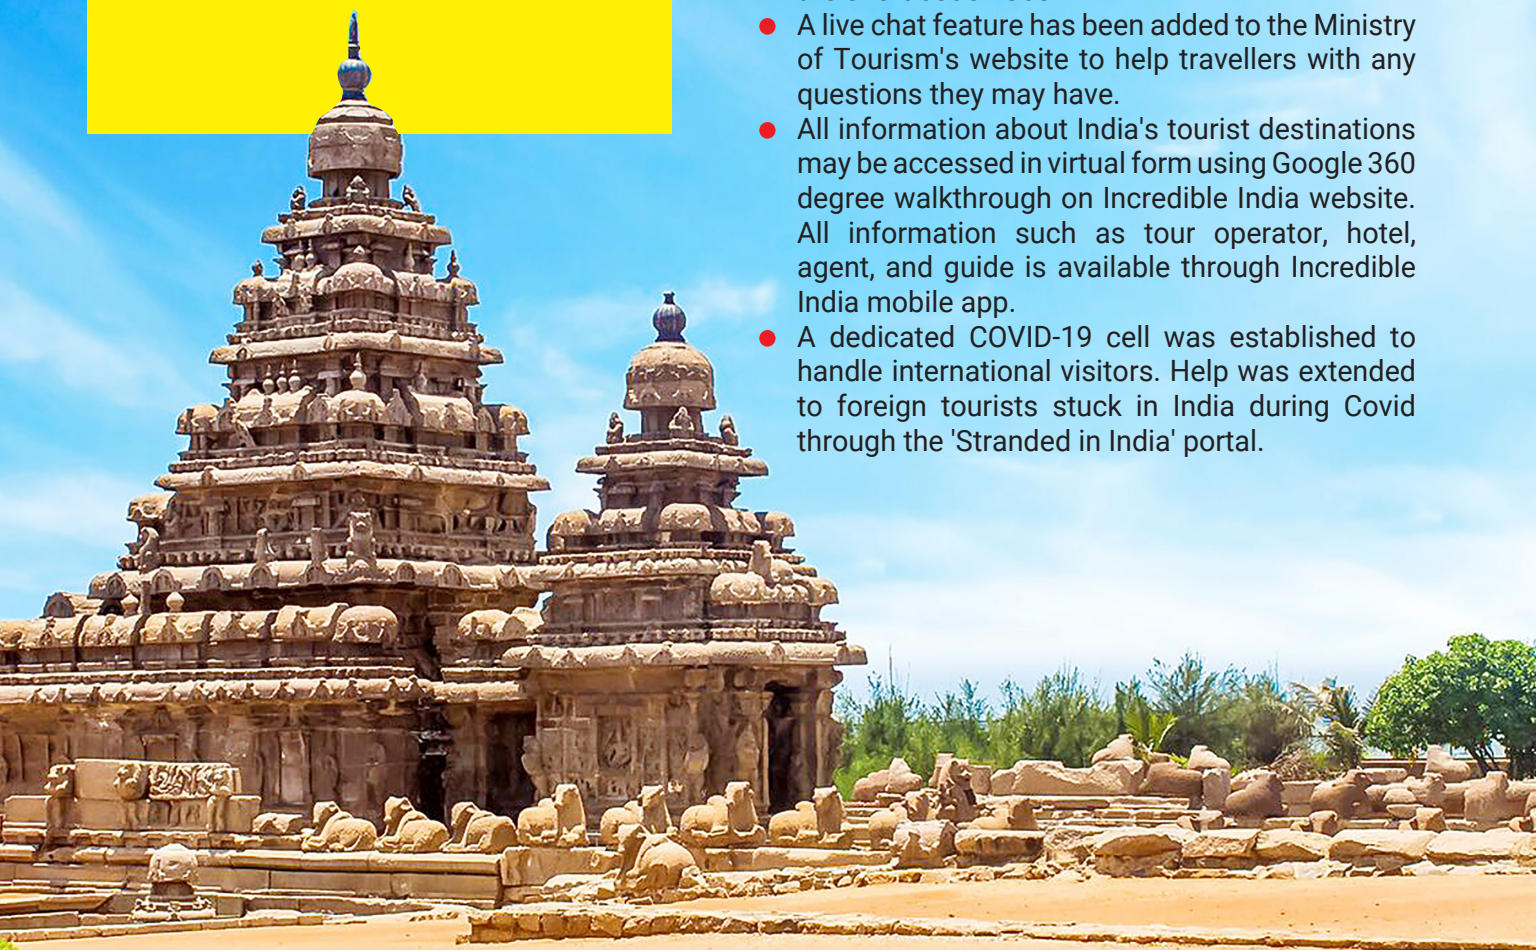 A live chat feature has been added to the Ministry
of Tourism's website to help travellers with any
questions they may have.
All information about India's tourist destinations
may be accessed in virtual form using Google 360
degree walkthrough on Incredible India website.
All information such as tour operator, hotel,
agent, and guide is available through Incredible
India mobile app.
A dedicated COVID-19 cell was established to
handle international visitors. Help was extended
to foreign tourists stuck in India during Covid
through the 'Stranded in India' portal.